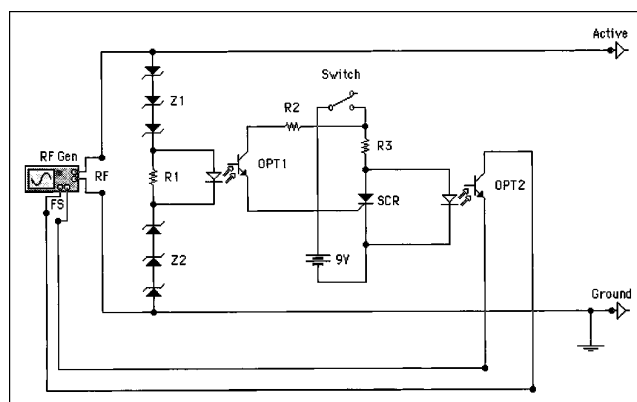 Active
Switch
Z1
R2
R3
RF Gen
OPT1
RF
R1
OPT2
FS
SCR
Z2
9V
Ground